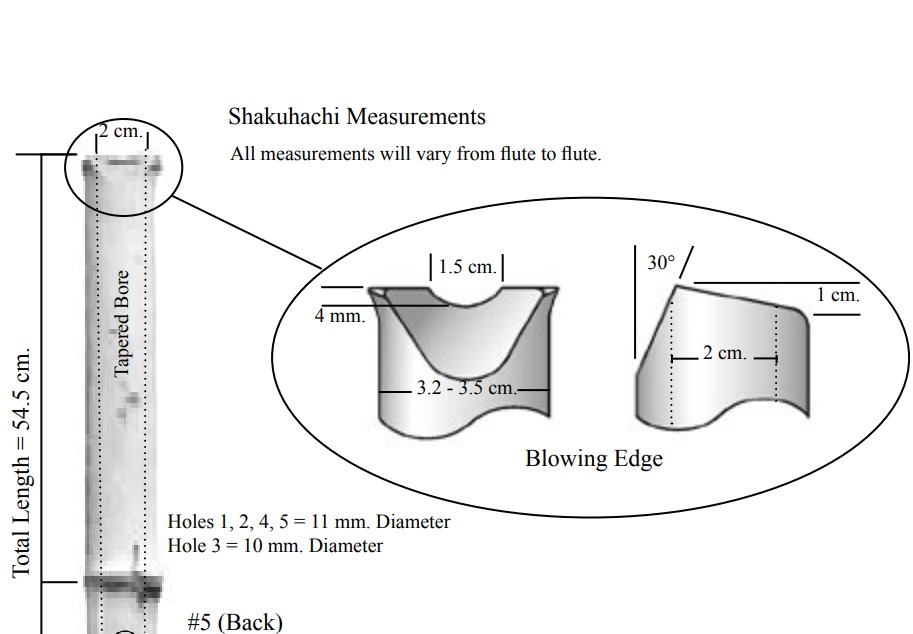 Shakuhachi Measurements
All measurements will vary from flute to flute.
2 cm.
Tapered Bore
Total Length = 54.5 cm.
1.5 cm.
4 mm.
3.2 - 3.5 cm.
30°
1 cm.
2 cm.
Blowing Edge
Holes 1, 2, 4, 5 = 11 mm. Diameter
Hole 3 = 10 mm. Diameter
#5 (Back)